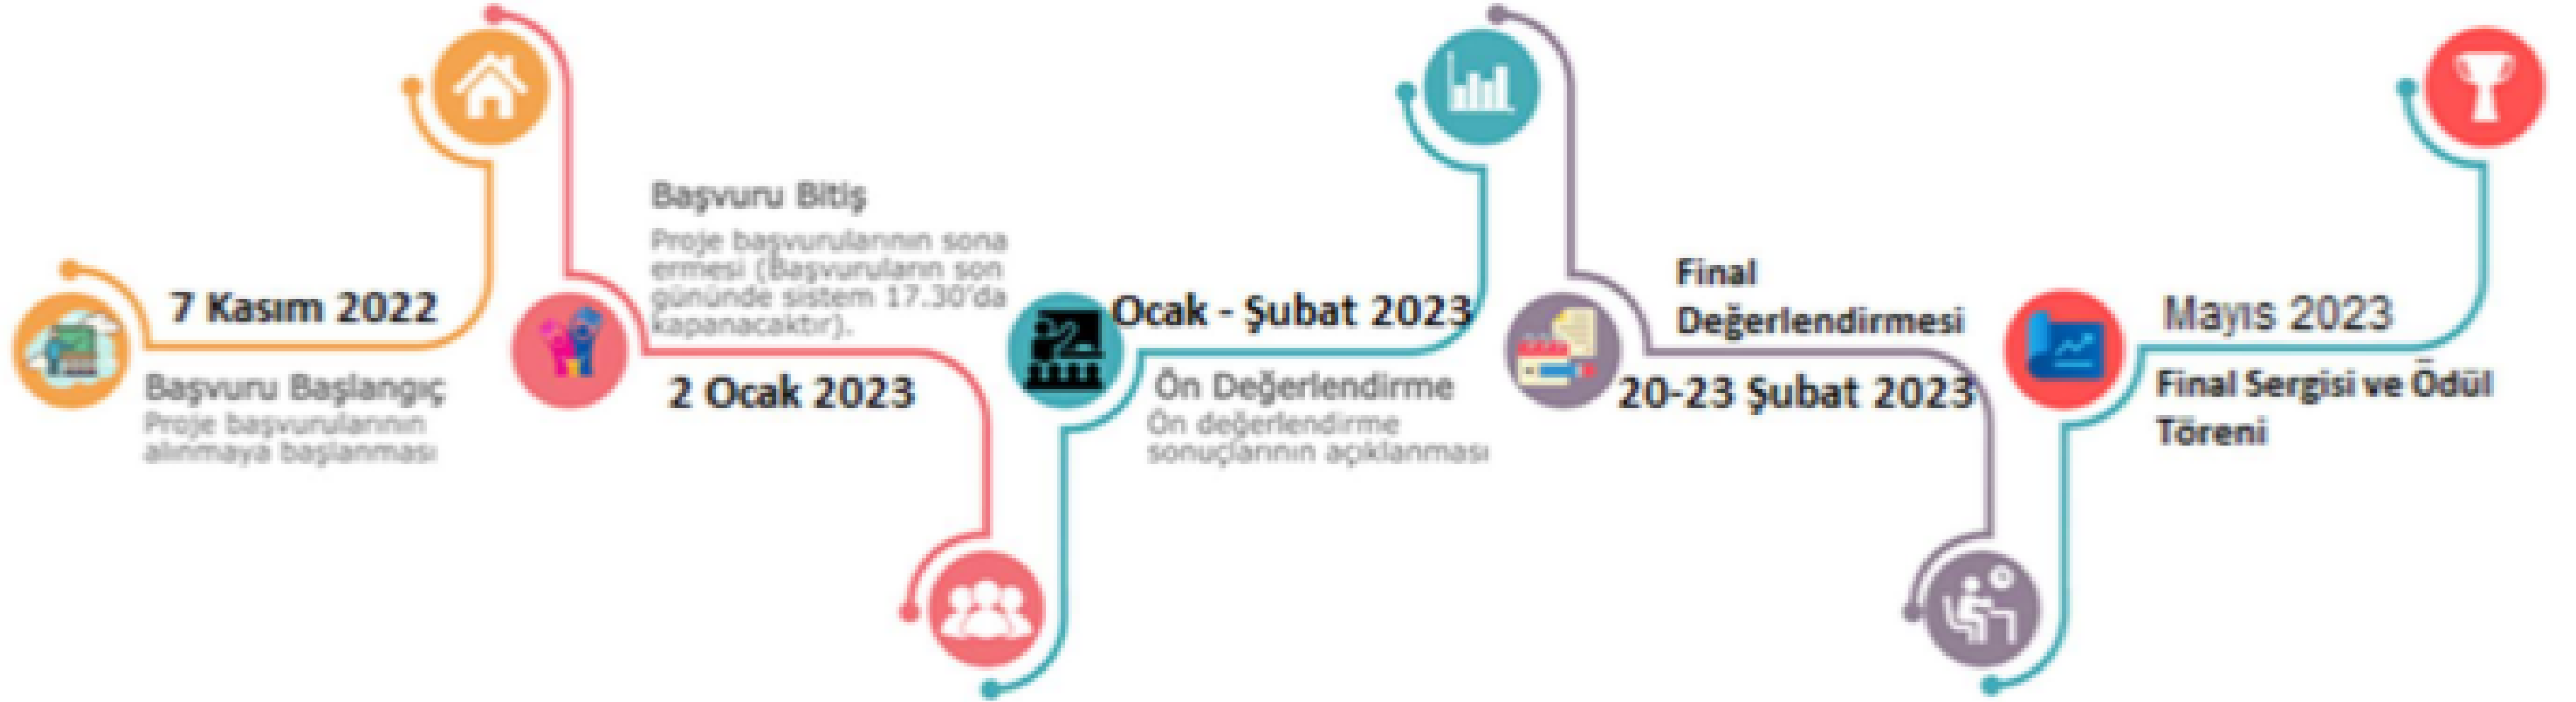 7 Kasım 2022
Başvuru Başlangıç
Proje başvurularının
alınmaya başlanması
Başvuru Bitiş
Proje başvurularının sona
ermesi (Başvuruların son
gününde sistem 17.30'da
kapanacaktır).
2 Ocak 2023
Ocak - Şubat 2023
Ön Değerlendirme
Ön değerlendirme
sonuçlarının açıklanması
Final
Değerlendirmesi
20-23 Şubat 2023
Mayıs 2023
Final Sergisi ve Ödül
Töreni